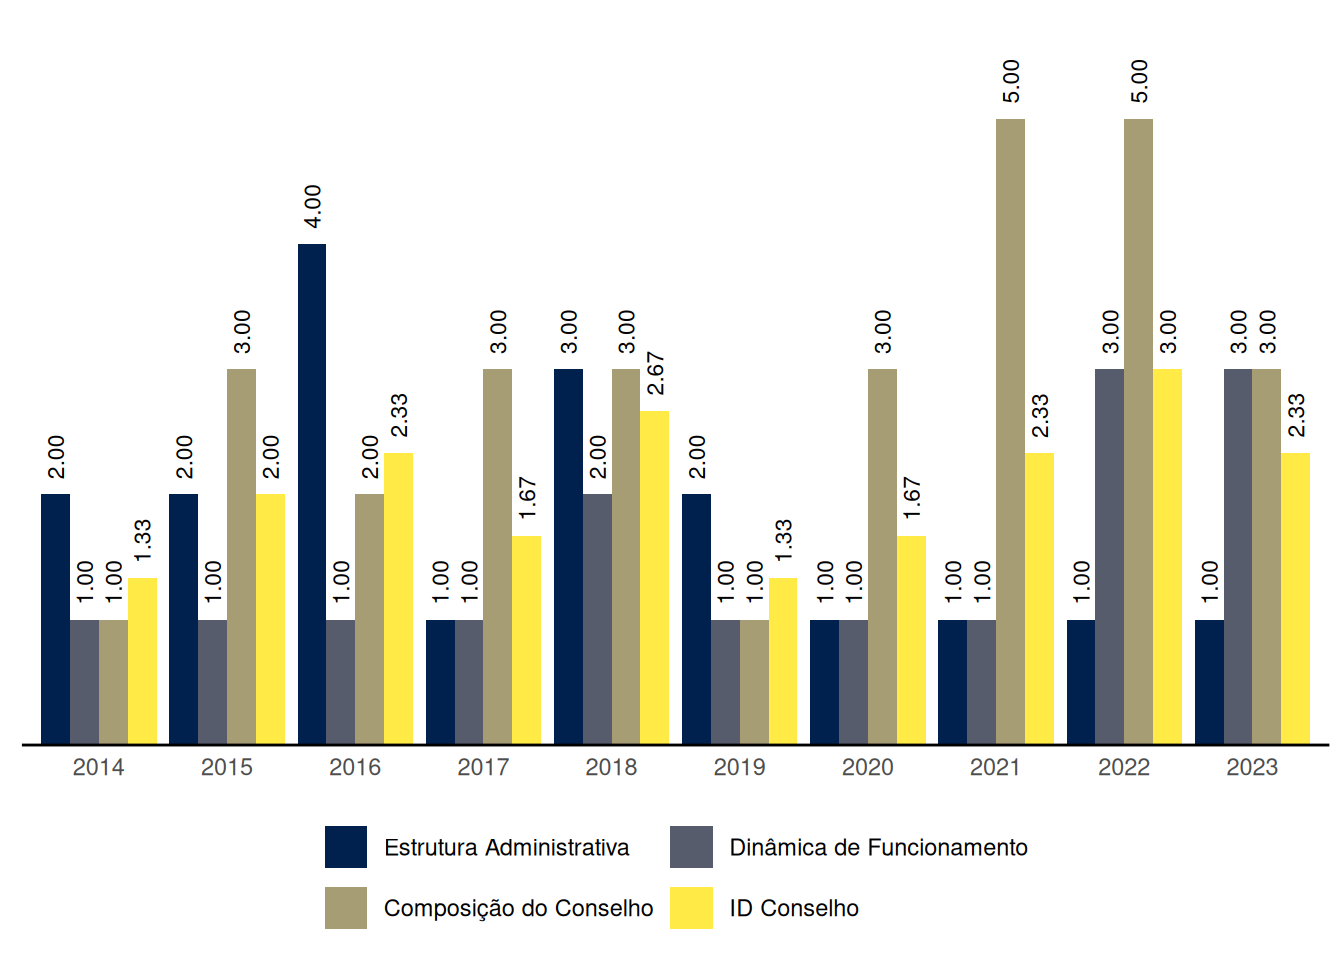 2.00 1.00 1.00 1.33 2.00 1.00 3.00 2.00 4.00 1.00 2.00 2.33 1.00 1.00 3.00 1.67 3.00 2.00 3.00 2.67 2.00 1.00 1.00 1.33 1.00 1.00 3.00 1.67 1.00 1.00 5.00 2.33 1.00 3.00 5.00 3.00 1.00 3.00 3.00 2.33
2014 2015 2016 2017 2018 2019 2020 2021 2022 2023
Estrutura Administrativa Dinâmica de Funcionamento
Composição do Conselho ID Conselho